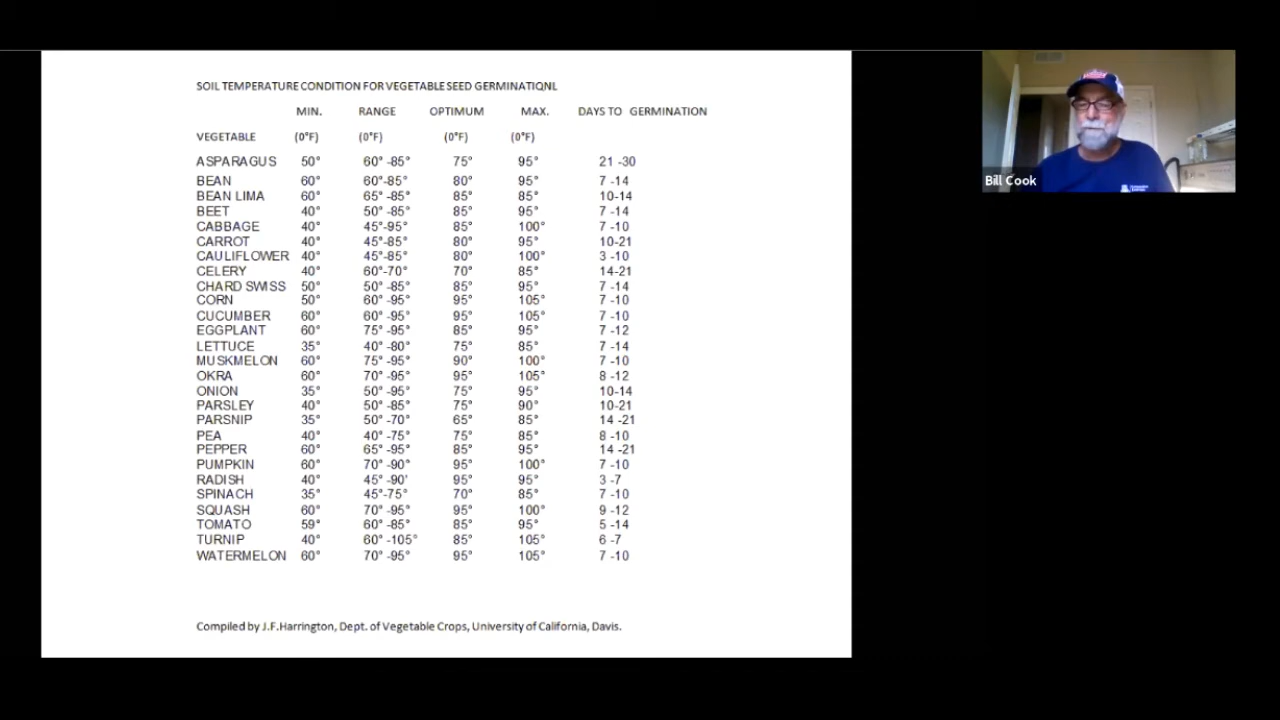 SOIL TEMPERATURE CONDITION FOR VEGETABLE SEED GERMINATIONL
MIN. RANGE OPTIMUM MAX. DAYS TO GERMINATION
VEGETABLE (0°F) (0°F) (0°F) (0°F)
ASPARAGUS 50° 60° -85° 75° 95° 21 -30
BEAN 60° 60°-85° 80° 95° 7 -14
BEAN LIMA 60° 65° -85 85° 85° 10-14
BEET 40° 50° -85° 85° 95° 7 -14
CABBAGE 40° 45°-95° 85° 100° 7 -10
CARROT 40° 45°-85° 80° 95° 10-21
CAULIFLOWER 40° 45°-85° 80° 100° 3 -10
CELERY 40° 60°-70° 70° 85° 14-21
CHARD SWISS 50° 50° -85° 85° 95° 7 -14
CORN 50° 60° -95° 95° 105° 7 -10
CUCUMBER 60° 60° -95° 95° 105° 7 -10
EGGPLANT 60° 75° -95° 85° 95° 7 -12
LETTUCE 35° 40° -80° 75° 85° 7 -14
MUSKMELON 60° 75° -95° 90° 100° 7 -10
OKRA 60° 70° -95° 95° 105° 8 -12
ONION 35° 50° -95° 75° 95° 10-14
PARSLEY 40° 50° -85° 75° 90° 10-21
PARSNIP 35° 50° -70° 65° 85° 14 -21
PEA 40° 40° -75° 75° 85° 8 -10
PEPPER 60° 65° -95° 85° 95° 14 -21
PUMPKIN 60° 70° -90° 95° 100° 7 -10
RADISH 40° 45° -90' 95° 95° 3 -7
SPINACH 35° 45°-75° 70° 85° 7 -10
SQUASH 60° 70° -95° 95° 100° 9 -12
TOMATO 59° 60° -85° 85° 95° 5 -14
TURNIP 40° 60° -105° 85° 105° 6 -7
WATERMELON 60° 70° -95° 95° 105° 7 -10
Compiled by J.F.Harrington, Dept. of Vegetable Crops, University of California, Davis.
Bill Cook